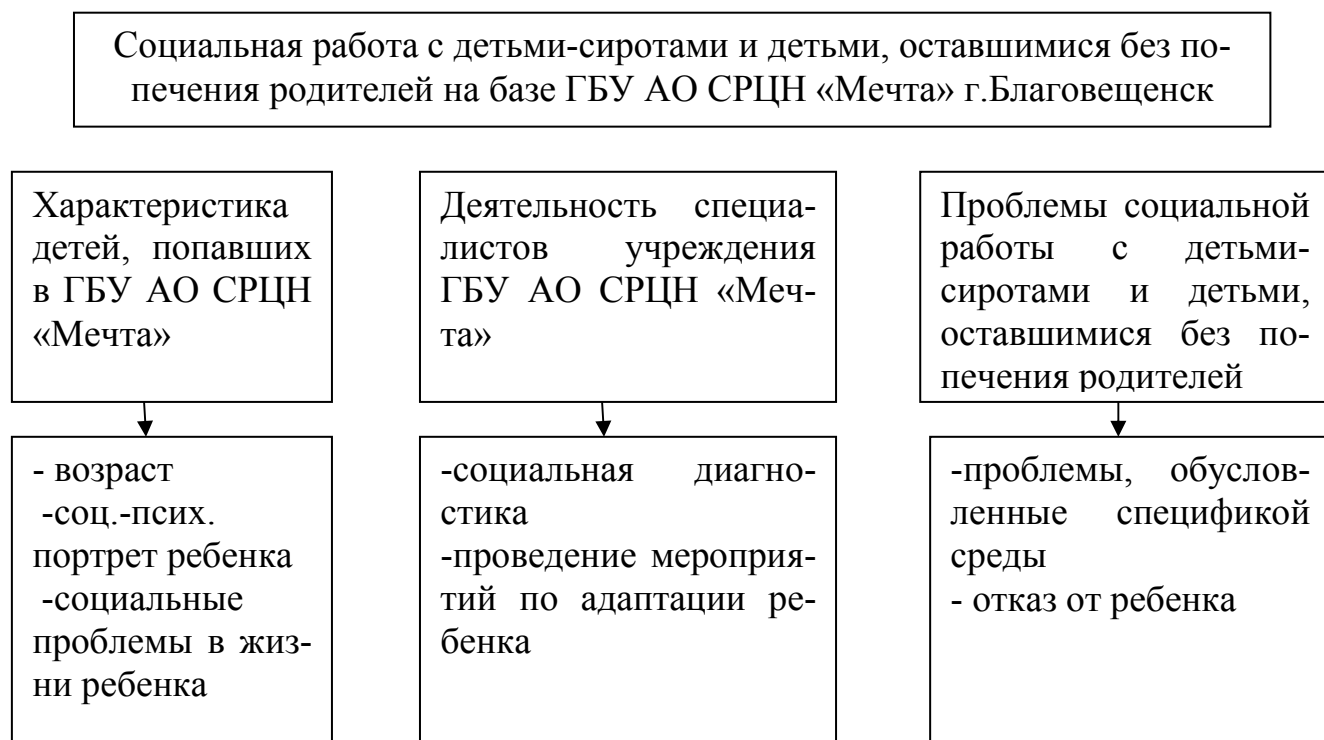 Социальная работа с детьми-сиротами и детьми, оставшимися без по-
печения родителей на базе ГБУ АО СРЦН «Мечта» г.Благовещенск
Характеристика
детей, попавших
в ГБУ АО СРЦН
«Мечта»
Деятельность специа-
листов учреждения
ГБУ АО СРЦН «Меч-
та»
Проблемы социальной
работы с детьми-
сиротами и детьми,
оставшимися без по-
печения родителей
- возраст
-соц.-псих.
портрет ребенка
-социальные
проблемы в жиз-
ни ребенка
-социальная диагно-
стика
-проведение мероприя-
тий по адаптации ре-
бенка
-проблемы, обуслов-
ленные спецификой
среды
- отказ от ребенка